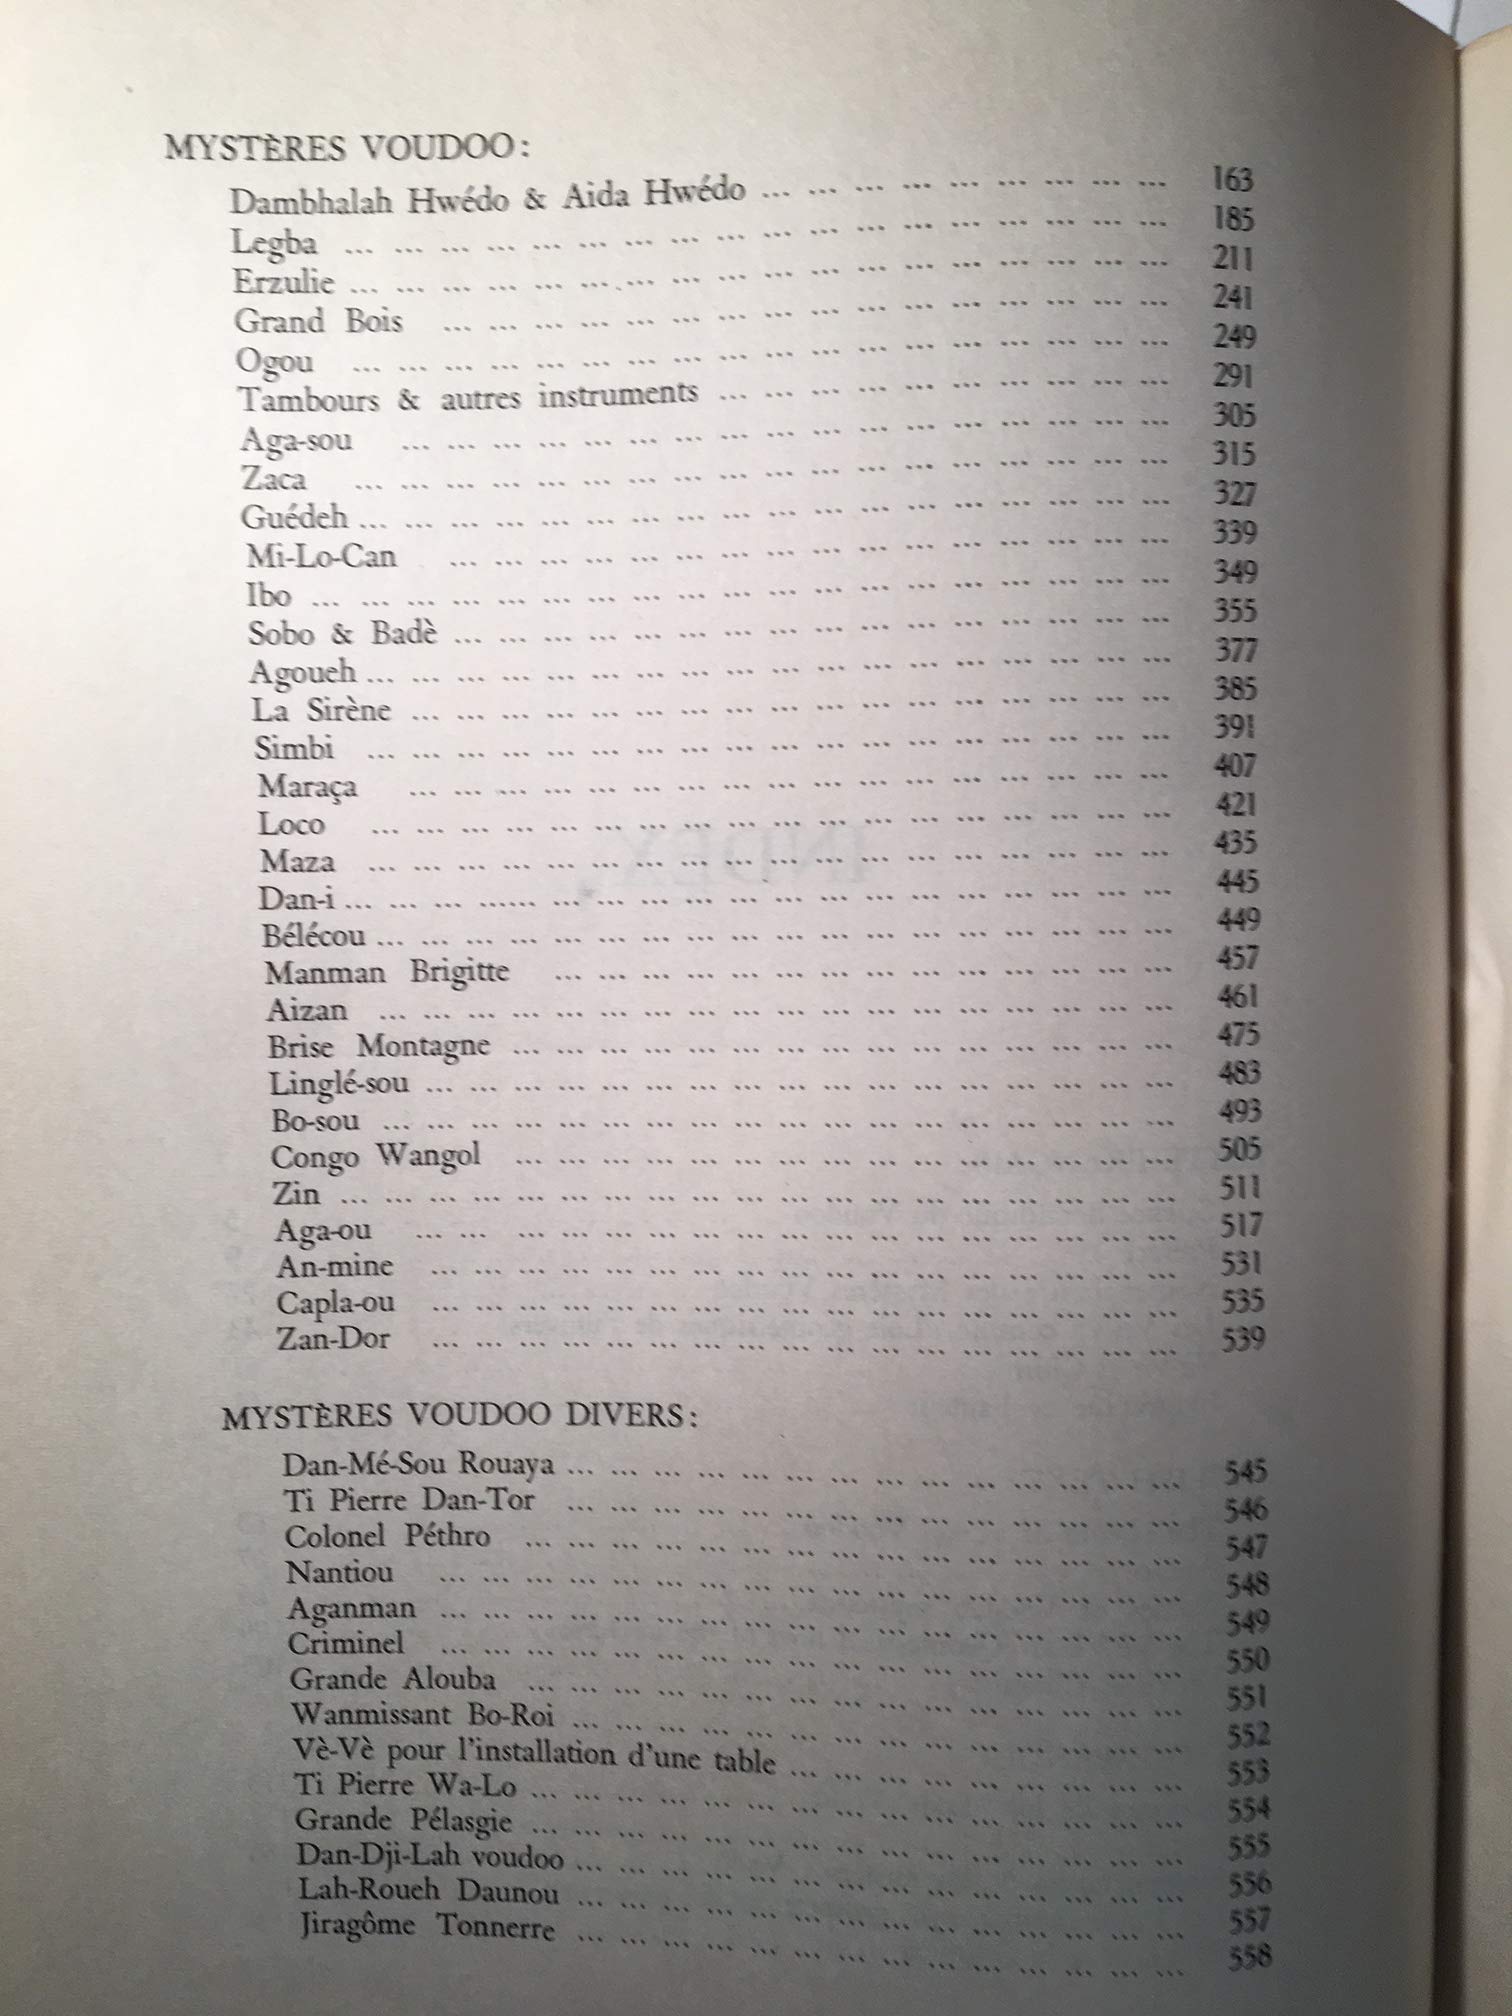 MYSTÈRES VOUDOO:
Dambhalah Hwédo & Aida Hwédo ... ... ... ... ... ... ... ... ... 163
Legba ... ... ... ... ... ... ... ... ... ... ... ... ... ... ... ... ... ... 185
Erzulie ... ... ... ... ... ... ... ... ... ... ... ... ... ... ... ... ... ... 211
Grand Bois ... ... ... ... ... ... ... ... ... ... ... ... ... ... ... ... 241
Ogou ... ... ... ... ... ... ... ... ... ... ... ... ... ... ... ... ... ... 249
Tambours & autres instruments ... ... ... ... ... ... ... ... ... ... 291
Aga-sou ... ... ... ... ... ... ... ... ... ... ... ... ... ... ... ... ... 305
Zaca ... ... ... ... ... ... ... ... ... ... ... ... ... ... ... ... ... ... 315
Guédeh ... ... ... ... ... ... ... ... ... ... ... ... ... ... ... ... ... ... 327
Mi-Lo-Can ... ... ... ... ... ... ... ... ... ... ... ... ... ... ... ... 339
Ibo ... ... ... ... ... ... ... ... ... ... ... ... ... ... ... ... ... ... ... 349
Sobo & Badè ... ... ... ... ... ... ... ... ... ... ... ... ... ... ... ... 355
Agoueh ... ... ... ... ... ... ... ... ... ... ... ... ... ... ... ... ... ... 377
La Sirène ... ... ... ... ... ... ... ... ... ... ... ... ... ... ... ... ... 385
Simbi ... ... ... ... ... ... ... ... ... ... ... ... ... ... ... ... ... ... 391
Maraça ... ... ... ... ... ... ... ... ... ... ... ... ... ... ... ... ... 407
Loco ... ... ... ... ... ... ... ... ... ... ... ... ... ... ... ... ... ... 421
Maza ... ... ... ... ... ... ... ... ... ... ... ... ... ... ... ... ... ... 435
Dan-i ... ... ... ...... ... ... ... ... ... ... ... ... ... ... ... ... ... ... 445
Bélécou ... ... ... ... ... ... ... ... ... ... ... ... ... ... ... ... ... ... 449
Manman Brigitte ... ... ... ... ... ... ... ... ... ... ... ... ... ... 457
Aizan ... ... ... ... ... ... ... ... ... ... ... ... ... ... ... ... ... ... 461
Brise Montagne ... ... ... ... ... ... ... ... ... ... ... ... ... ... ... 475
Linglé-sou ... ... ... ... ... ... ... ... ... ... ... ... ... ... ... ... ... 483
Bo-sou ... ... ... ... ... ... ... ... ... ... ... ... ... ... ... ... ... ... 493
Congo Wangol ... ... ... ... ... ... ... ... ... ... ... ... ... ... ... 505
Zin ... ... ... ... ... ... ... ... ... ... ... ... ... ... ... ... ... ... ... 511
Aga-ou ... ... ... ... ... ... ... ... ... ... ... ... ... ... ... ... ... 517
An-mine ... ... ... ... ... ... ... ... ... ... ... ... ... ... ... ... ... 531
Capla-ou ... ... ... ... ... ... ... ... ... ... ... ... ... ... ... ... ... 535
Zan-Dor ... ... ... ... ... ... ... ... ... ... ... ... ... ... ... ... ... 539
MYSTÈRES VOUDOO DIVERS:
Dan-Mé-Sou Rouaya ... ... ... ... ... ... ... ... ... ... ... ... ... ... 545
Ti Pierre Dan-Tor ... ... ... ... ... ... ... ... ... ... ... ... ... ... 546
Colonel Péthro ... ... ... ... ... ... ... ... ... ... ... ... ... ... ... 547
Nantiou ... ... ... ... ... ... ... ... ... ... ... ... ... ... ... ... ... 548
Aganman ... ... ... ... ... ... ... ... ... ... ... ... ... ... ... ... ... 549
Criminel ... ... ... ... ... ... ... ... ... ... ... ... ... ... ... ... ... 550
Grande Alouba ... ... ... ... ... ... ... ... ... ... ... ... ... ... ... 551
Wanmissant Bo-Roi ... ... ... ... ... ... ... ... ... ... ... ... ... ... 552
Vè-Vè pour l'installation d'une table ... ... ... ... ... ... ... ... ... 553
Ti Pierre Wa-Lo ... ... ... ... ... ... ... ... ... ... ... ... ... ... ... 554
Grande Pélasgie ... ... ... ... ... ... ... ... ... ... ... ... ... ... ... 555
Dan-Dji-Lah voudoo ... ... ... ... ... ... ... ... ... ... ... ... ... ... 556
Lah-Roueh Daunou ... ... ... ... ... ... ... ... ... ... ... ... ... ... 557
Jiragôme Tonnerre ... ... ... ... ... ... ... ... ... ... ... ... ... ... 558